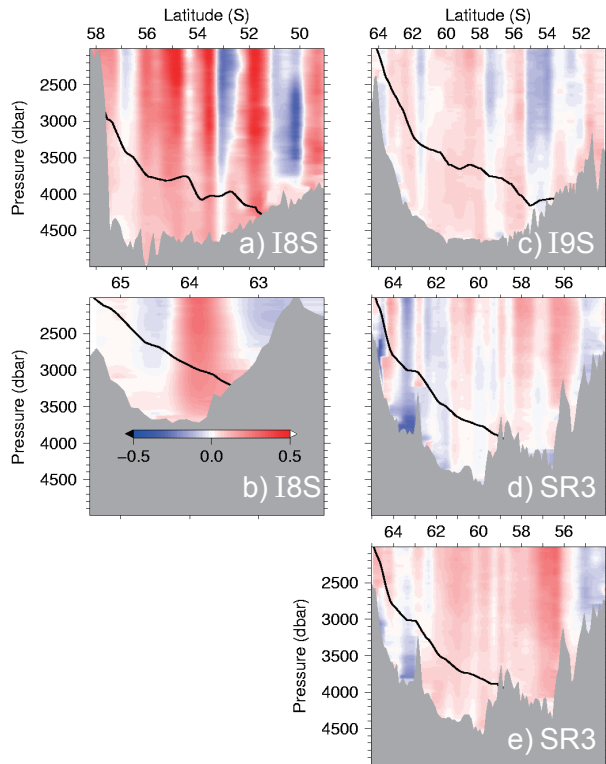 Latitude (S)
58 56 54 52 50
Pressure (dbar)
2500
3000
3500
4000
4500
a) I8S
Latitude (S)
64 62 60 58 56 54 52
c) I9S
65 64 63
Pressure (dbar)
2500
3000
3500
4000
4500
−0.5 0.0 0.5
b) I8S
64 62 60 58 56
d) SR3
64 62 60 58 56
Pressure (dbar)
2500
3000
3500
4000
4500
e) SR3